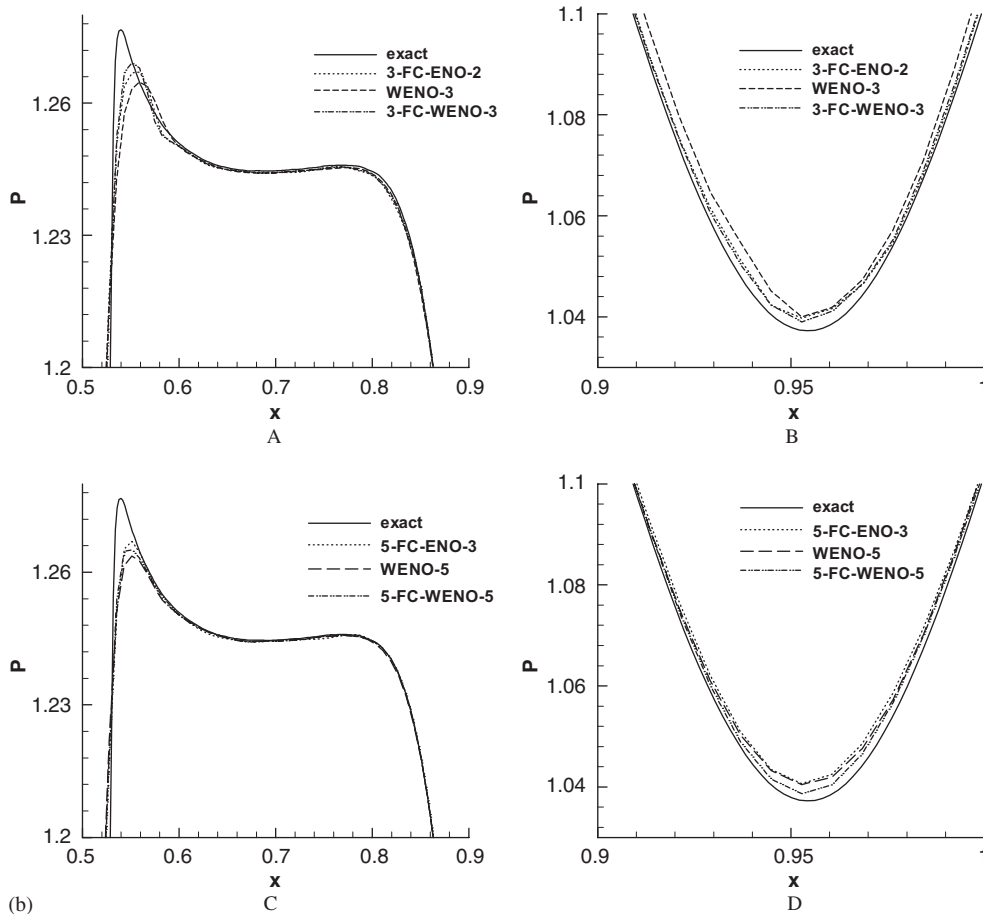 exact
3-FC-ENO-2
WENO-3
3-FC-WENO-3
P
1.26
1.23
1.2
0.5 0.6 0.7 0.8 0.9
x
A
exact
3-FC-ENO-2
WENO-3
3-FC-WENO-3
P
1.1
1.08
1.06
1.04
0.9 0.95 1
x
B
exact
5-FC-ENO-3
WENO-5
5-FC-WENO-5
P
1.26
1.23
1.2
0.5 0.6 0.7 0.8 0.9
x
C
exact
5-FC-ENO-3
WENO-5
5-FC-WENO-5
P
1.1
1.08
1.06
1.04
0.9 0.95 1
x
D
(b)